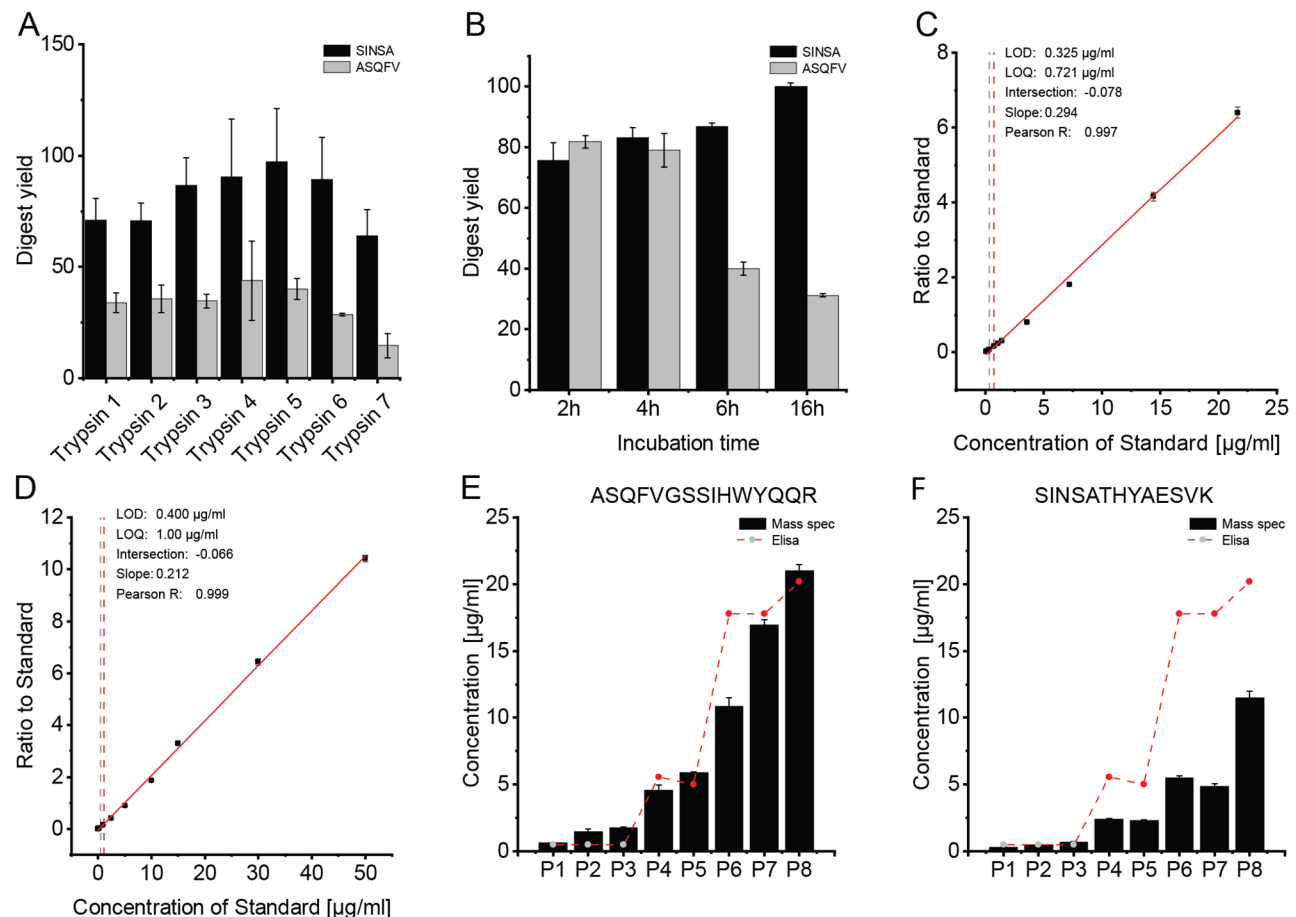 A
150
100
50
0
Digest yield
SINSA
ASQFV
Trypsin 1
Trypsin 2
Trypsin 3
Trypsin 4
Trypsin 5
Trypsin 6
Trypsin 7
B
100
80
60
40
20
0
Digest yield
SINSA
ASQFV
2h 4h 6h 16h
Incubation time
C
8
6
4
2
0
Ratio to Standard
LOD: 0.325 µg/ml
LOQ: 0.721 µg/ml
Intersection: -0.078
Slope: 0.294
Pearson R: 0.997
0 5 10 15 20 25
Concentration of Standard [µg/ml]
D
12
10
8
6
4
2
0
Ratio to Standard
LOD: 0.400 µg/ml
LOQ: 1.00 µg/ml
Intersection: -0.066
Slope: 0.212
Pearson R: 0.999
0 10 20 30 40 50
Concentration of Standard [µg/ml]
E
ASQFVGSSIHWYQQR
25
20
15
10
5
0
Concentration [µg/ml]
Mass spec
Elisa
P1 P2 P3 P4 P5 P6 P7 P8
F
SINSATHYAESVK
25
20
15
10
5
0
Concentration [µg/ml]
Mass spec
Elisa
P1 P2 P3 P4 P5 P6 P7 P8